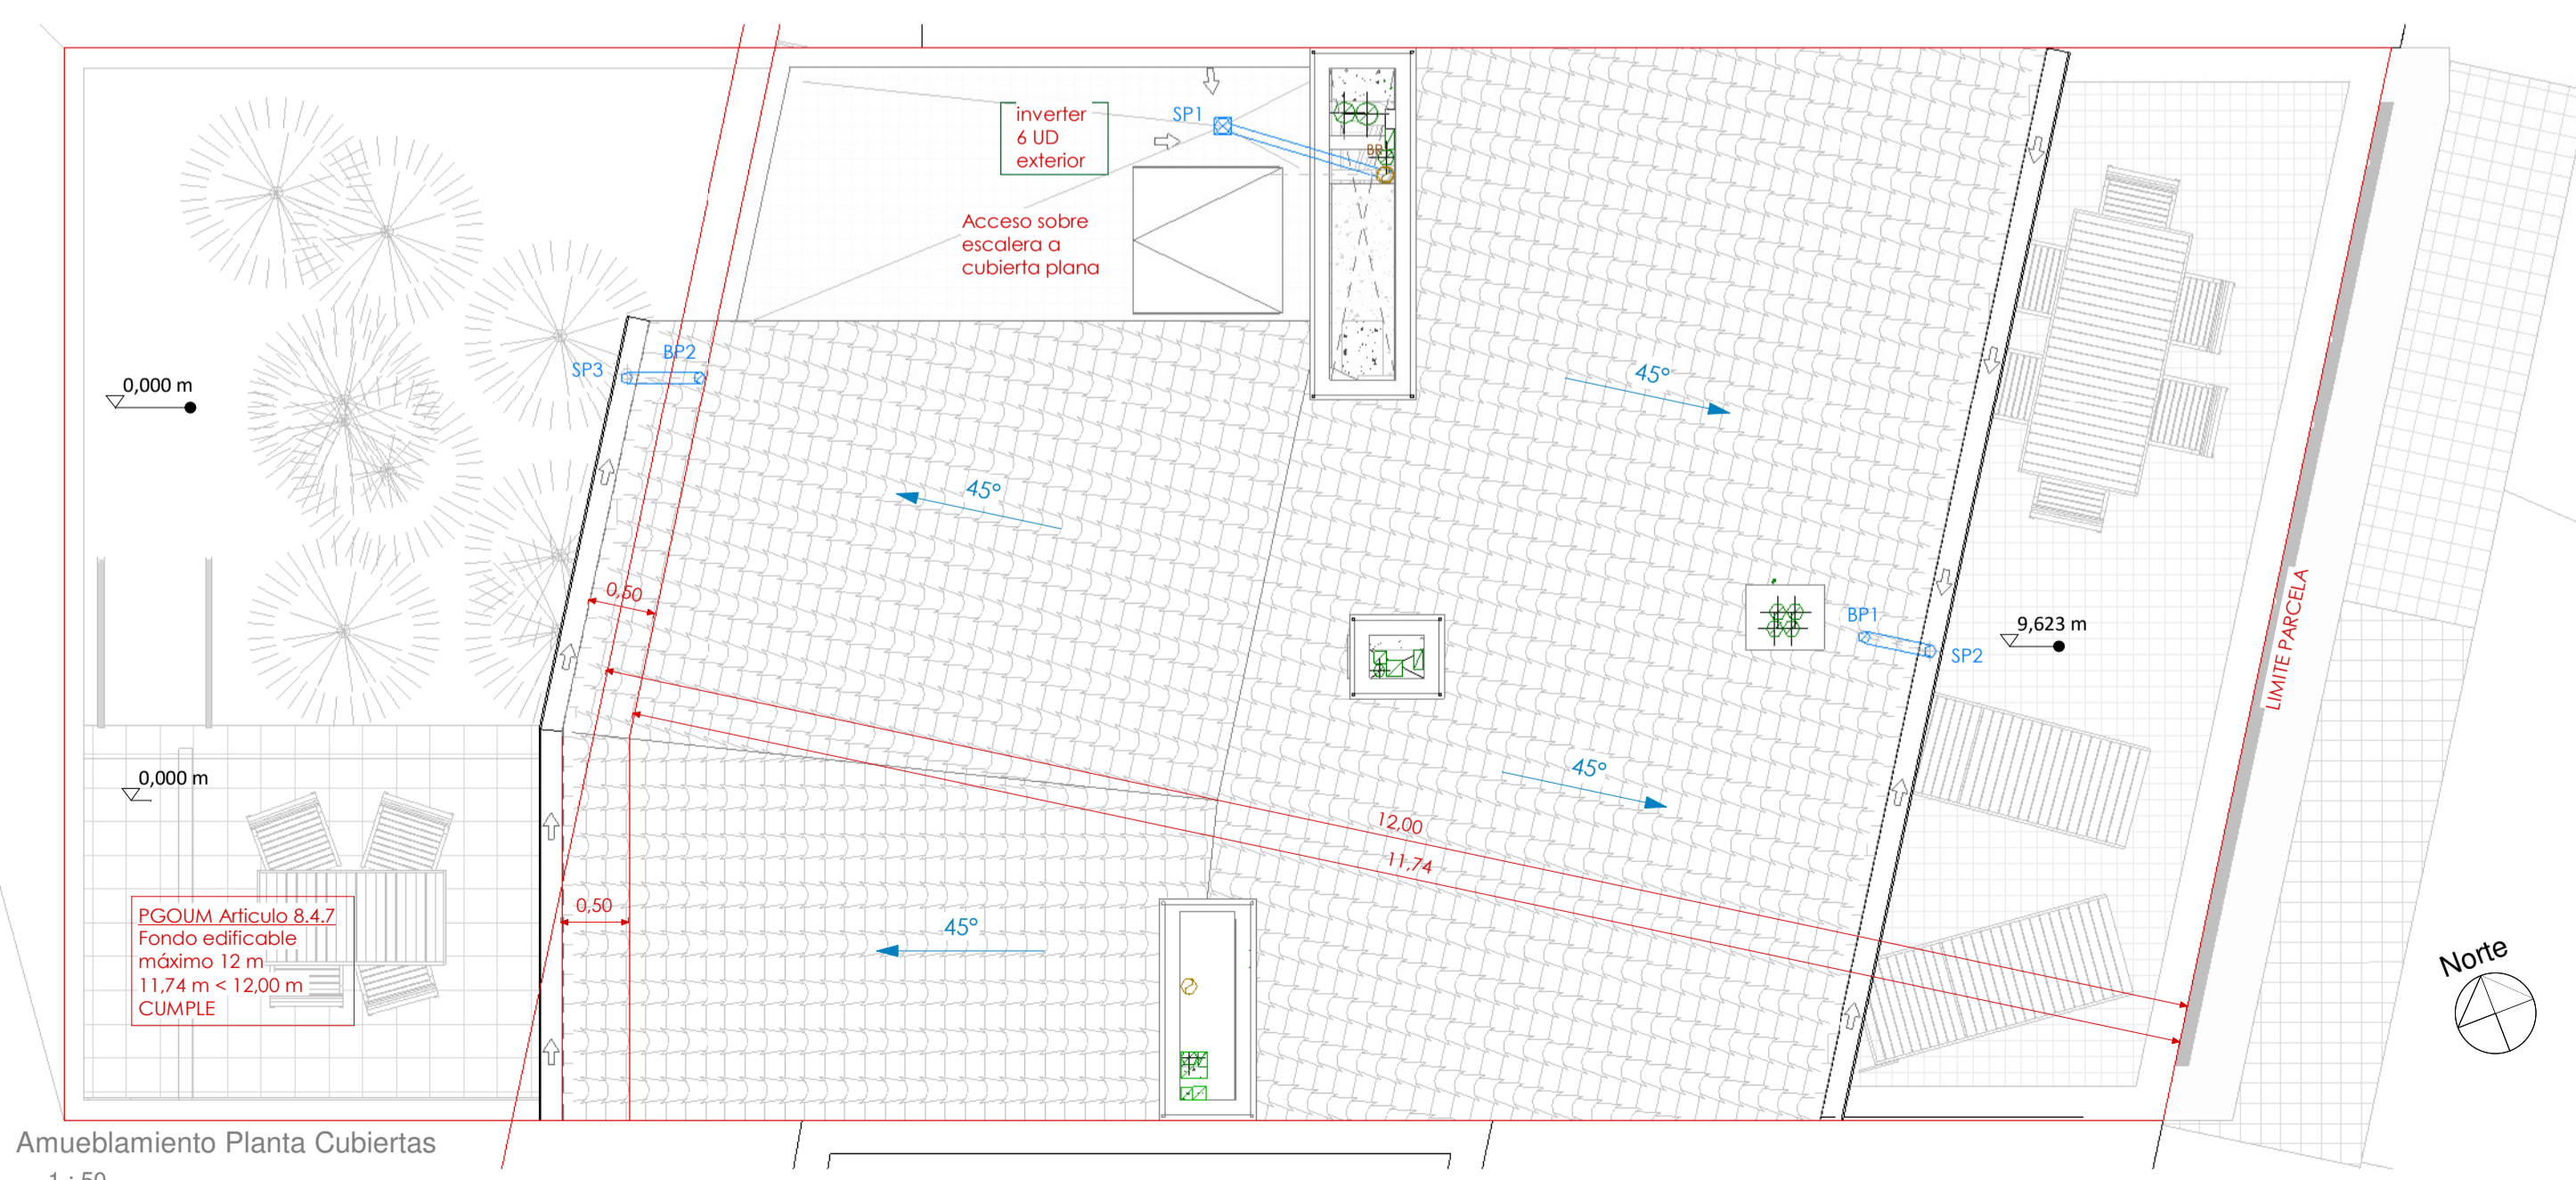 inverter
6 UD
exterior
SP1
BR
Acceso sobre
escalera a
cubierta plana
BP2
SP3
45°
0,000 m
45°
0,50
BP1
9,623 m
SP2
LIMITE PARCELA
0,000 m
45°
12,00
11,74
0,50
45°
PGOUM Articulo 8.4.7
Fondo edificable
máximo 12 m
11,74 m < 12,00 m
CUMPLE
Norte
Amueblamiento Planta Cubiertas
1 : 50